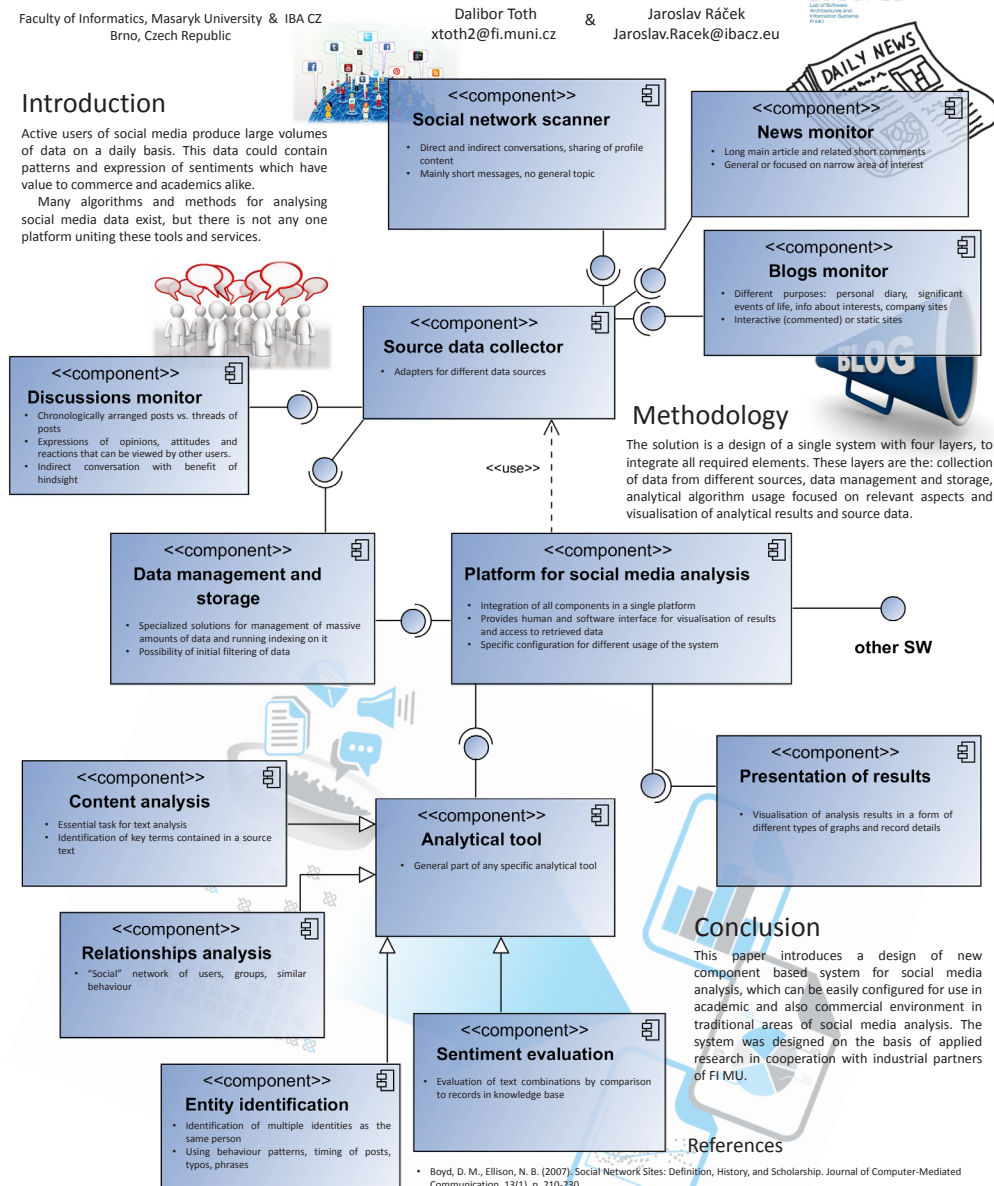 Faculty of Informatics, Masaryk University & IBA CZ
Brno, Czech Republic
Dalibor Toth
xtoth2@fi.muni.cz
&
Jaroslav Ráček
Jaroslav.Racek@ibacz.eu
Lab of Software
Architectures and
Information Systems
FI MU
Introduction
Active users of social media produce large volumes
of data on a daily basis. This data could contain
patterns and expression of sentiments which have
value to commerce and academics alike.
Many algorithms and methods for analysing
social media data exist, but there is not any one
platform uniting these tools and services.
<<component>>
Social network scanner
• Direct and indirect conversations, sharing of profile
content
• Mainly short messages, no general topic
DAILY NEWS
<<component>>
News monitor
• Long main article and related short comments
• General or focused on narrow area of interest
<<component>>
Blogs monitor
• Different purposes: personal diary, significant
events of life, info about interests, company sites
• Interactive (commented) or static sites
BLOG
<<component>>
Source data collector
• Adapters for different data sources
<<component>>
Discussions monitor
• Chronologically arranged posts vs. threads of
posts
• Expressions of opinions, attitudes and
reactions that can be viewed by other users.
• Indirect conversation with benefit of
hindsight
Methodology
The solution is a design of a single system with four layers, to
integrate all required elements. These layers are the: collection
of data from different sources, data management and storage,
analytical algorithm usage focused on relevant aspects and
visualisation of analytical results and source data.
<<use>>
<<component>>
Data management and
storage
• Specialized solutions for management of massive
amounts of data and running indexing on it
• Possibility of initial filtering of data
<<component>>
Platform for social media analysis
• Integration of all components in a single platform
• Provides human and software interface for visualisation of results
and access to retrieved data
• Specific configuration for different usage of the system
other SW
<<component>>
Content analysis
• Essential task for text analysis
• Identification of key terms contained in a source
text
<<component>>
Analytical tool
• General part of any specific analytical tool
<<component>>
Presentation of results
• Visualisation of analysis results in a form of
different types of graphs and record details
<<component>>
Relationships analysis
• "Social" network of users, groups, similar
behaviour
Conclusion
This paper introduces a design of new
component based system for social media
analysis, which can be easily configured for use in
academic and also commercial environment in
traditional areas of social media analysis. The
system was designed on the basis of applied
research in cooperation with industrial partners
of FI MU.
<<component>>
Sentiment evaluation
• Evaluation of text combinations by comparison
to records in knowledge base
<<component>>
Entity identification
• Identification of multiple identities as the
same person
• Using behaviour patterns, timing of posts,
typos, phrases
References
• Boyd, D. M., Ellison, N. B. (2007). Social Network Sites: Definition, History, and Scholarship. Journal of Computer-Mediated
Communication, 13(1), p. 210-230